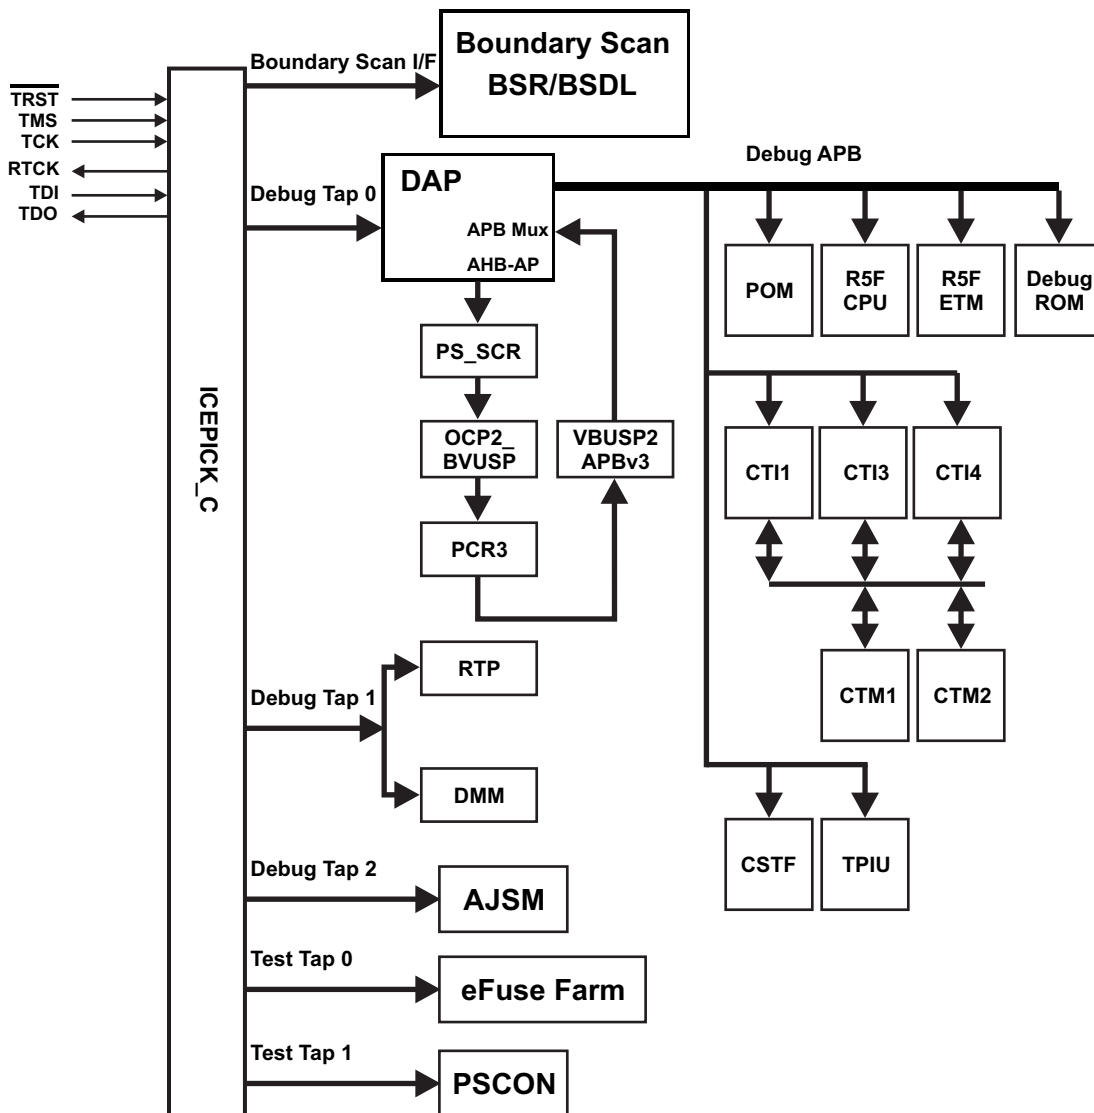 Boundary Scan
BSR/BSDL
Boundary Scan I/F
TRST
TMS
TCK
RTCK
TDI
TDO
ICEPICK_C
Debug Tap 0
DAP
APB Mux
AHB-AP
Debug APB
POM
R5F
CPU
R5F
ETM
Debug
ROM
PS_SCR
OCP2_
BVUSP
VBUSP2
APBv3
PCR3
CTI1
CTI3
CTI4
CTM1
CTM2
CSTF
TPIU
Debug Tap 1
RTP
DMM
Debug Tap 2
AJSM
Test Tap 0
eFuse Farm
Test Tap 1
PSCON